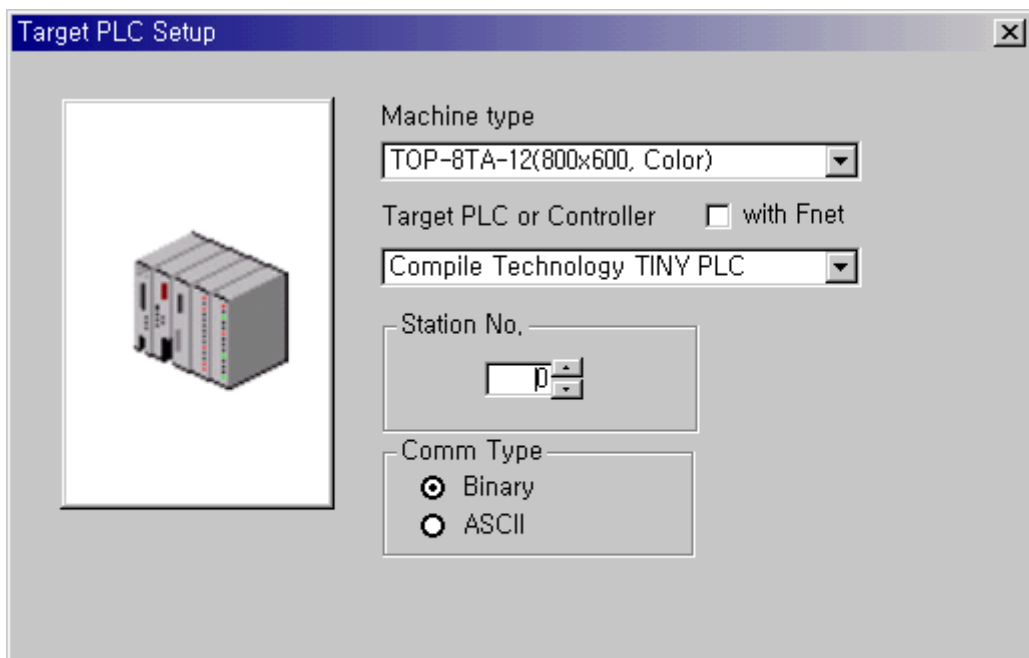 Target PLC Setup
Machine type
TOP-8TA-12(800x600, Color)
Target PLC or Controller with Fnet
Compile Technology TINY PLC
Station No.
0
Comm Type
Binary
ASCII